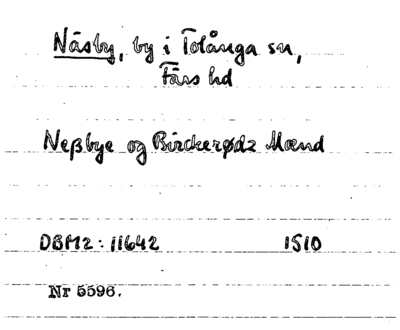 Näsby, by i Tolånga sn,
Färs hd
Neßbye og Birckerødz Mænd
DBM2: 11642 1510
Nr 5596.